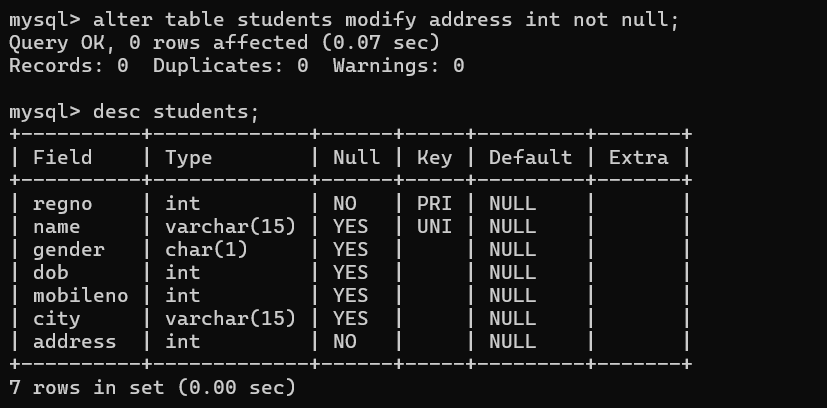 mysql> alter table students modify address int not null;
Query OK, 0 rows affected (0.07 sec)
Records: 0  Duplicates: 0  Warnings: 0

mysql> desc students;
+----------+-------------+------+-----+---------+-------+
| Field    | Type        | Null | Key | Default | Extra |
+----------+-------------+------+-----+---------+-------+
| regno    | int         | NO   | PRI | NULL    |       |
| name     | varchar(15) | YES  | UNI | NULL    |       |
| gender   | char(1)     | YES  |     | NULL    |       |
| dob      | int         | YES  |     | NULL    |       |
| mobileno | int         | YES  |     | NULL    |       |
| city     | varchar(15) | YES  |     | NULL    |       |
| address  | int         | NO   |     | NULL    |       |
+----------+-------------+------+-----+---------+-------+
7 rows in set (0.00 sec)